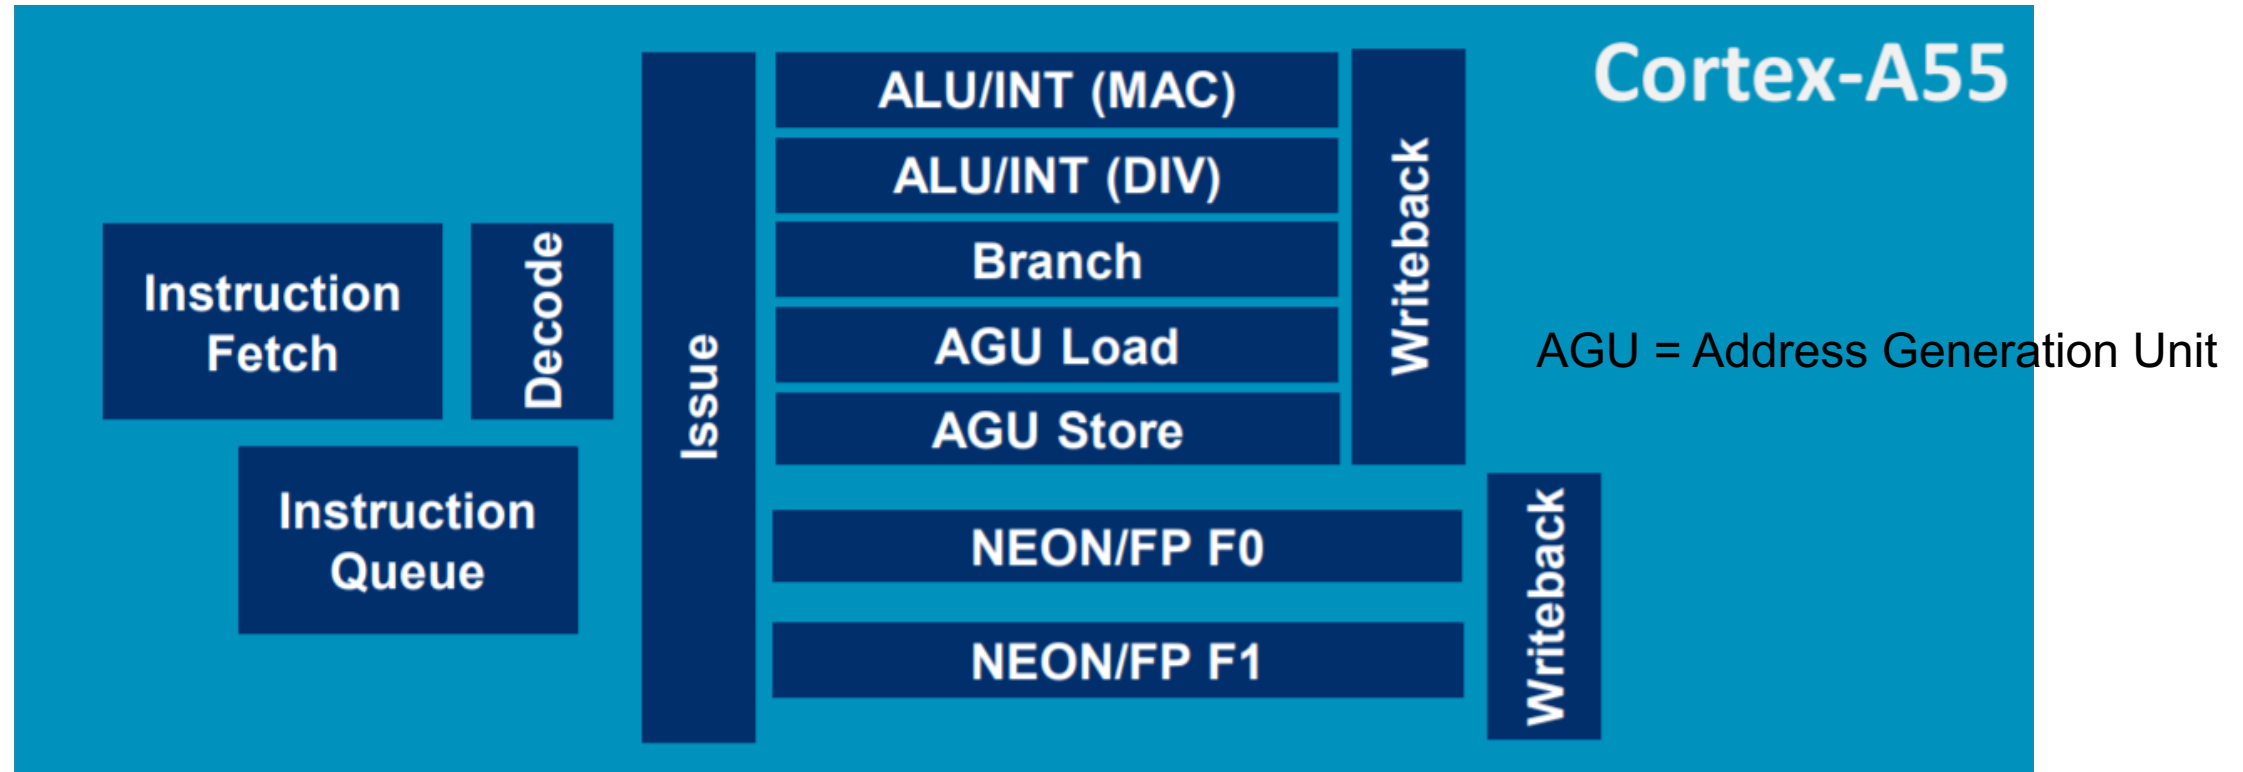 Cortex-A55
Instruction
Fetch
Decode
Instruction
Queue
Issue
ALU/INT (MAC)
ALU/INT (DIV)
Branch
AGU Load
AGU Store
NEON/FP F0
NEON/FP F1
Writeback
Writeback
AGU = Address Generation Unit